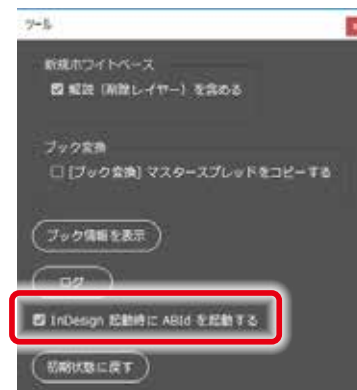 ツール
新規ホワイトベース
解説（削除レイヤー）を含める
ブック変換
[ブック変換] マスタースプレッドをコピーする
ブック情報を表示
ログ
InDesign 起動時に ABId を起動する
初期状態に戻す